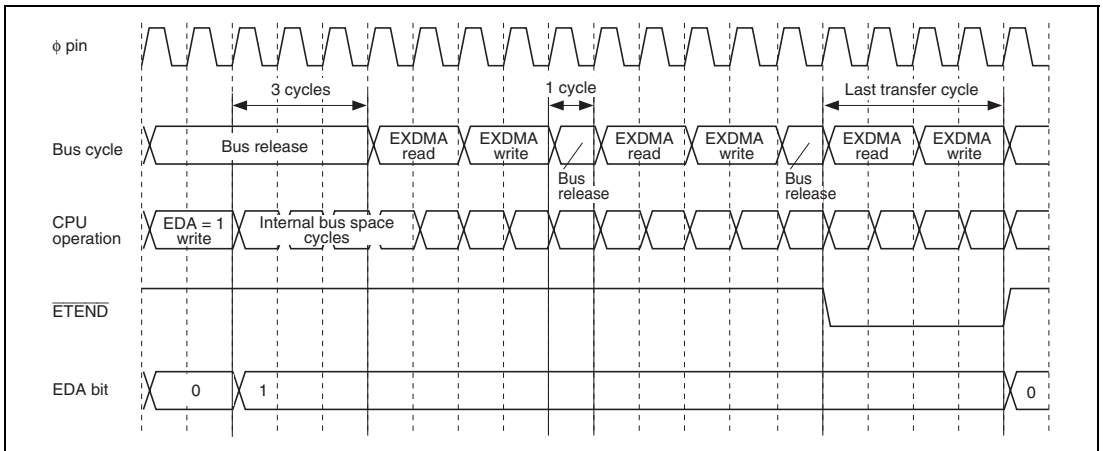 φ pin
3 cycles
1 cycle
Last transfer cycle
Bus cycle
Bus release
EXDMA read
EXDMA write
Bus release
EXDMA read
EXDMA write
Bus release
EXDMA read
EXDMA write
CPU operation
EDA = 1 write
Internal bus space cycles
ETEND
EDA bit
0
1
0